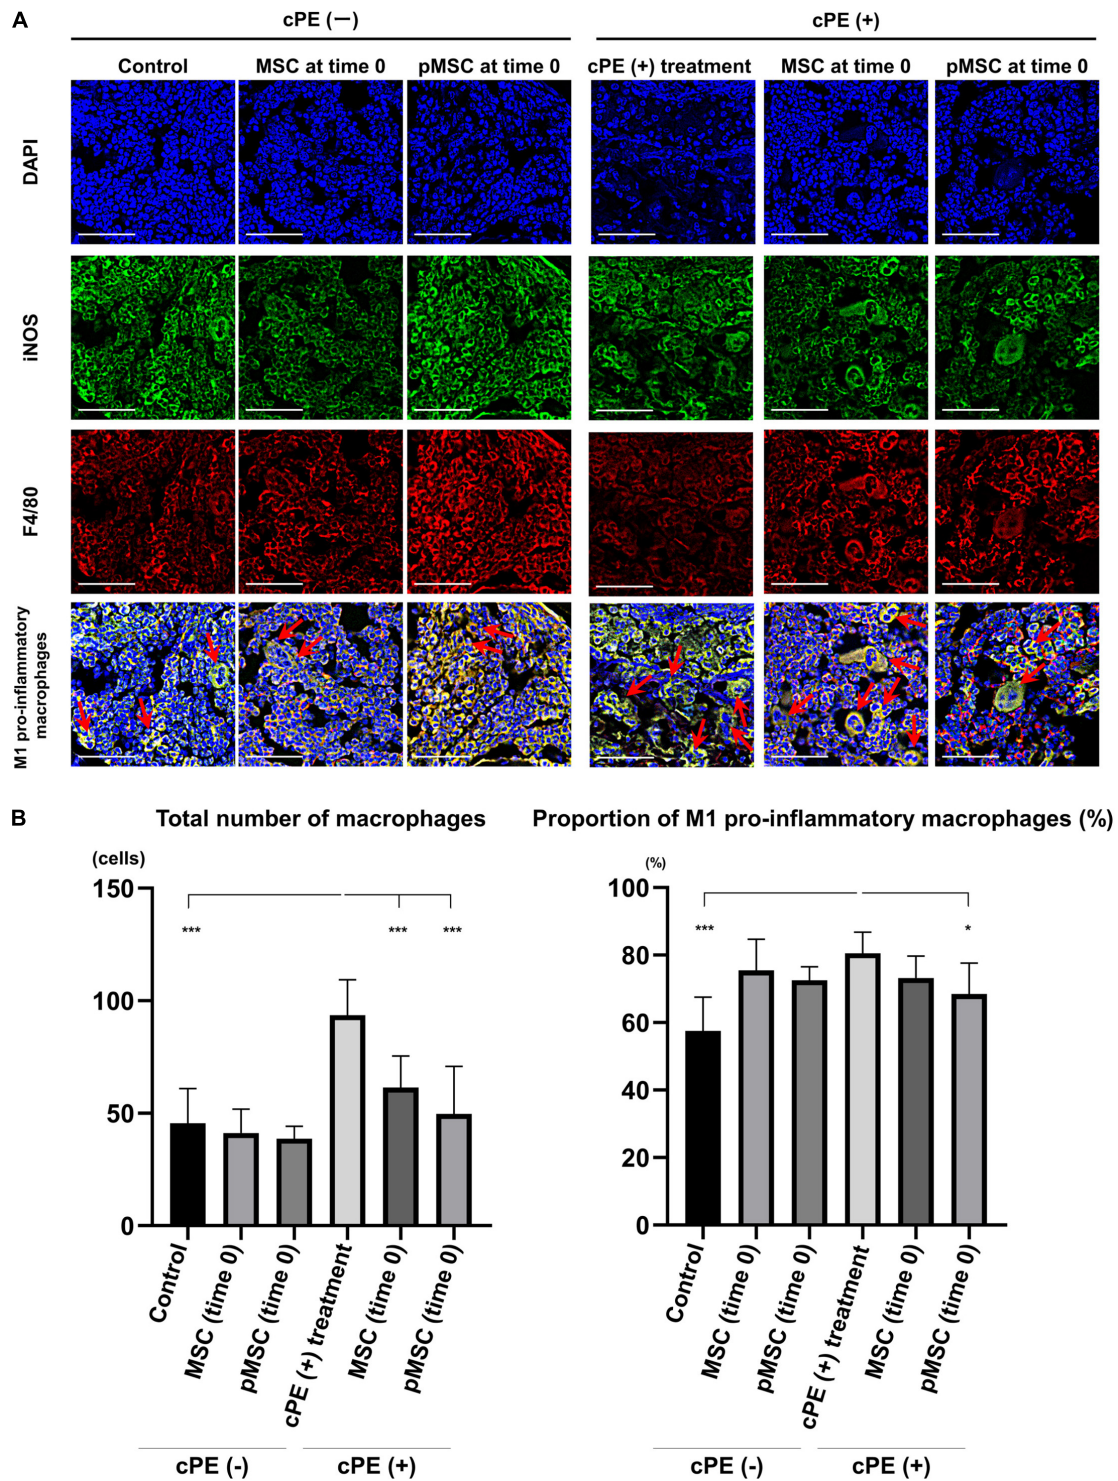 A
cPE (—)
cPE (+)
Control
MSC at time 0
pMSC at time 0
cPE (+) treatment
MSC at time 0
pMSC at time 0
DAPI
iNOS
F4/80
M1 pro-inflammatory
macrophages
B
Total number of macrophages
(cells)
150
100
50
0
***
***
***
Control
MSC (time 0)
pMSC (time 0)
cPE (+) treatment
MSC (time 0)
pMSC (time 0)
cPE (-)
cPE (+)
Proportion of M1 pro-inflammatory macrophages (%)
(%)
100
80
60
40
20
0
***
*
Control
MSC (time 0)
pMSC (time 0)
cPE (+) treatment
MSC (time 0)
pMSC (time 0)
cPE (-)
cPE (+)